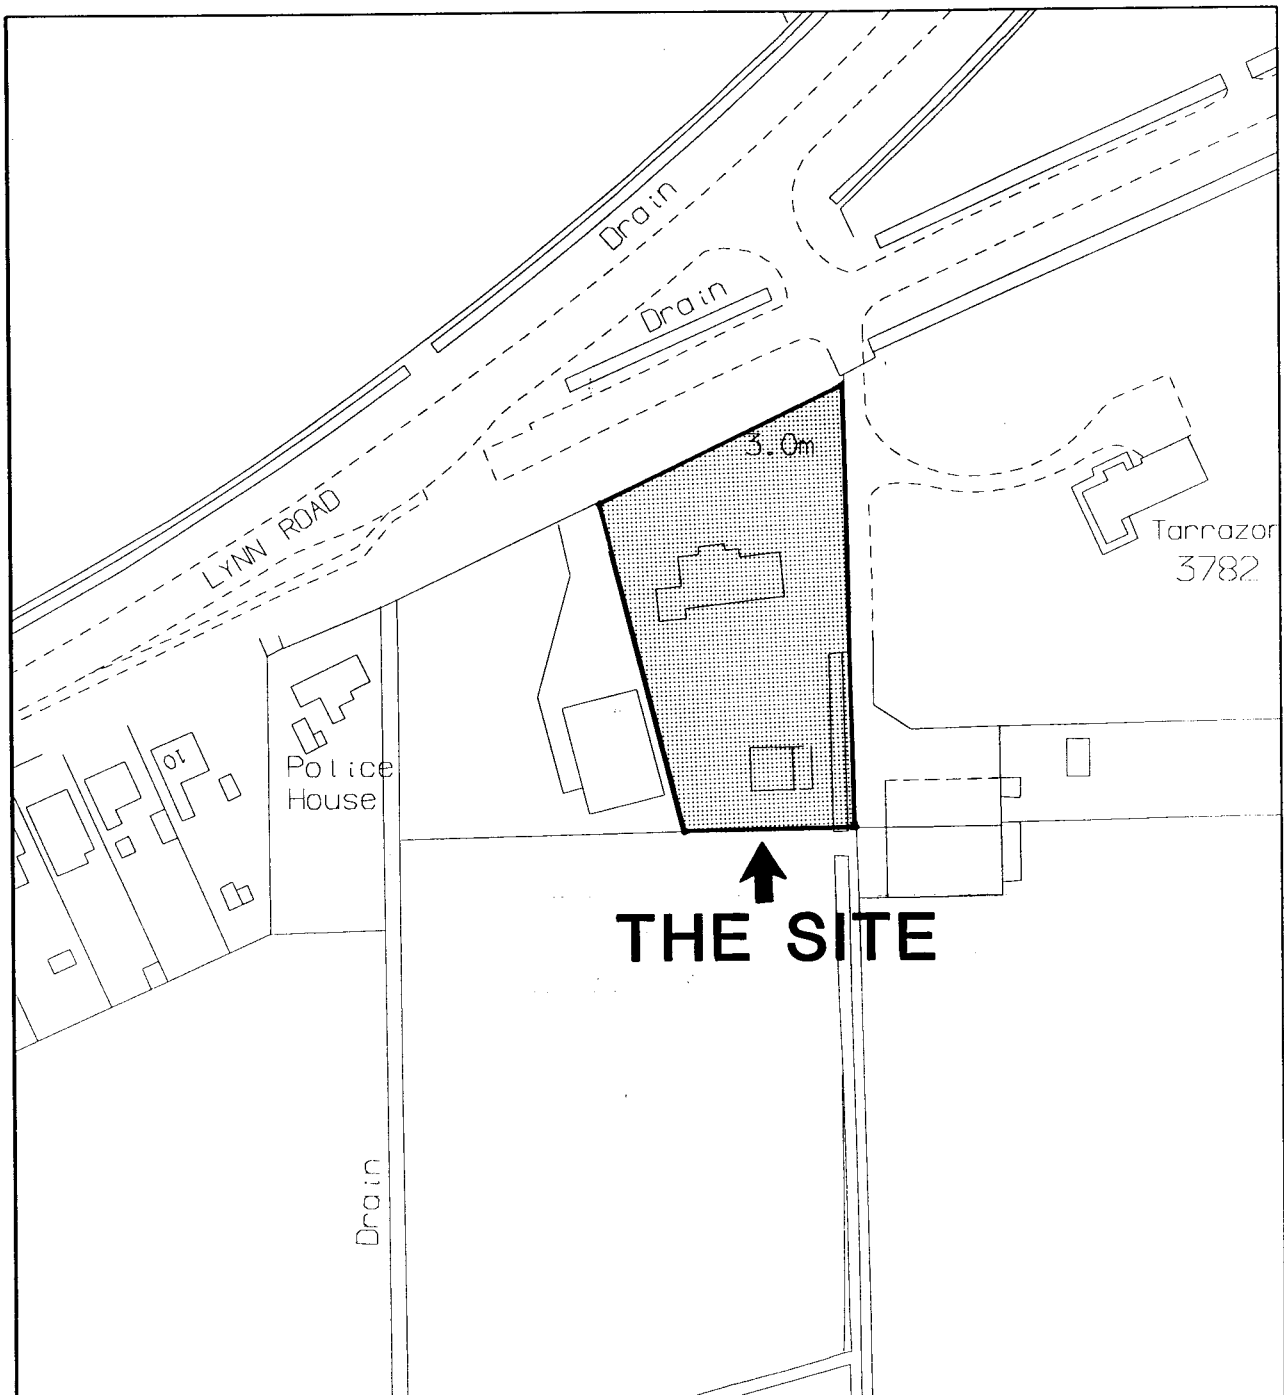 Drain
Drain
3.0m
LYNN ROAD
Tarrazon
3782
10
Police
House
THE SITE
Drain